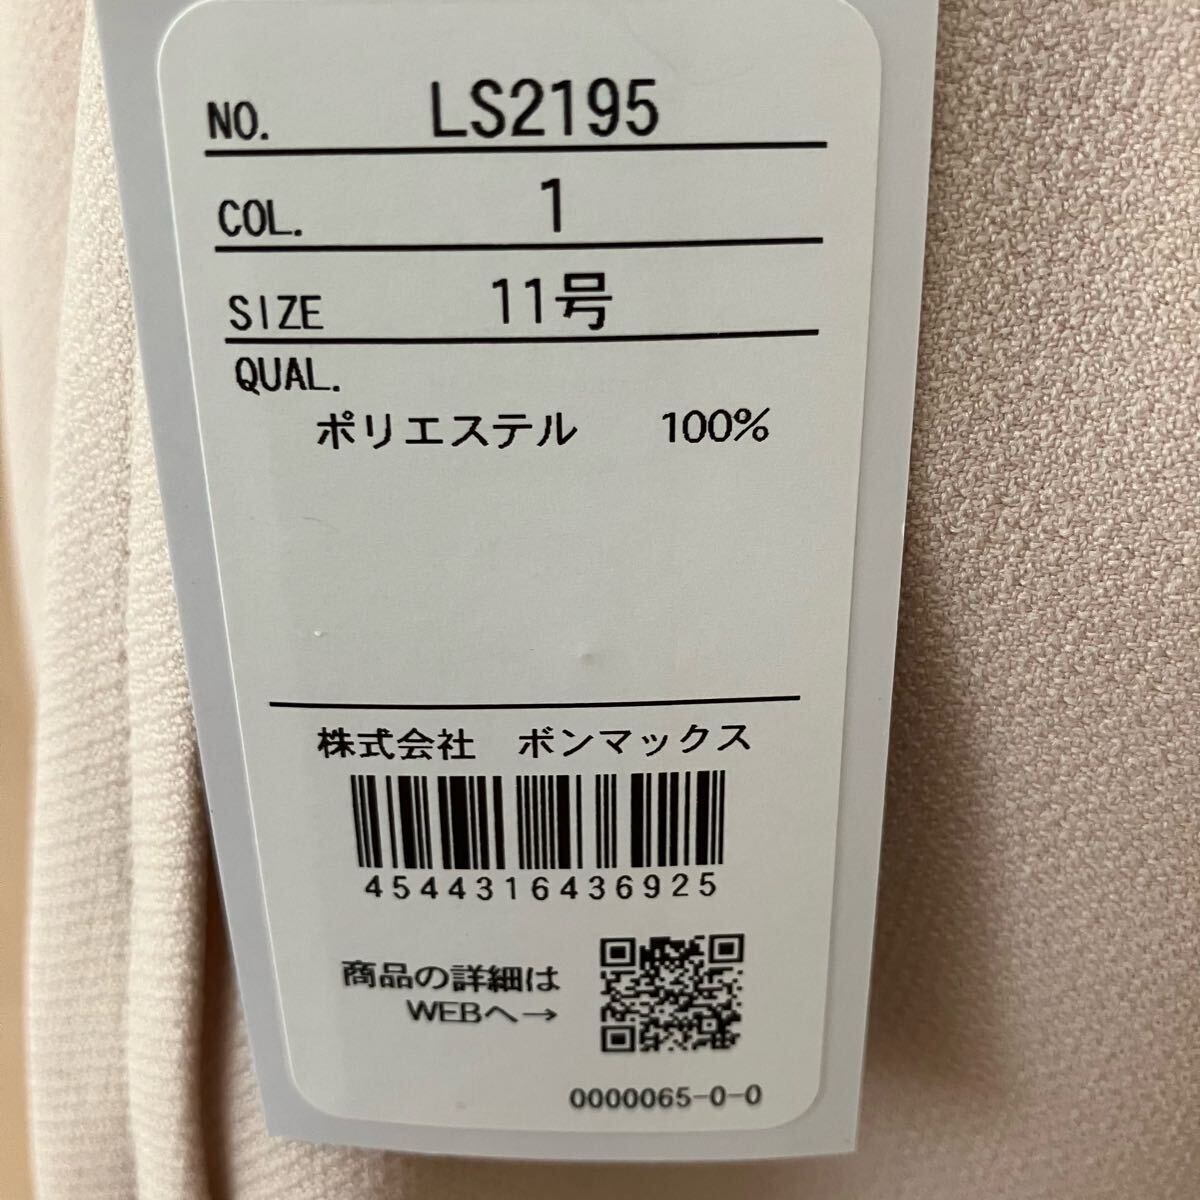 NO. LS2195
COL. 1
SIZE 11号
QUAL.
ポリエステル 100%
株式会社 ボンマックス
4544316436925
商品の詳細は
WEBへ→
0000065-0-0